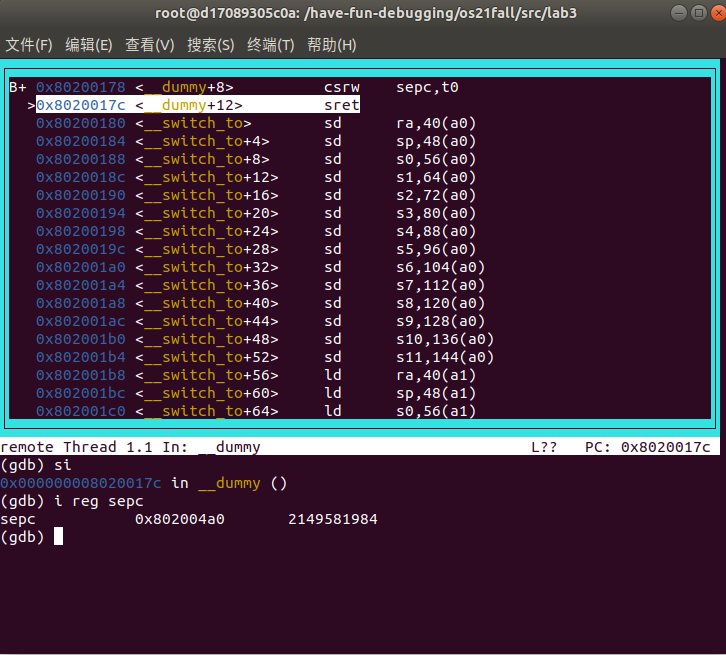 root@d17089305c0a: /have-fun-debugging/os21fall/src/lab3
文件(F) 编辑(E) 查看(V) 搜索(S) 终端(T) 帮助(H)
B+ 0x80200178 <__dummy+8> csrw sepc,t0
>0x8020017c <__dummy+12> sret
0x80200180 <__switch_to> sd ra,40(a0)
0x80200184 <__switch_to+4> sd sp,48(a0)
0x80200188 <__switch_to+8> sd s0,56(a0)
0x8020018c <__switch_to+12> sd s1,64(a0)
0x80200190 <__switch_to+16> sd s2,72(a0)
0x80200194 <__switch_to+20> sd s3,80(a0)
0x80200198 <__switch_to+24> sd s4,88(a0)
0x8020019c <__switch_to+28> sd s5,96(a0)
0x802001a0 <__switch_to+32> sd s6,104(a0)
0x802001a4 <__switch_to+36> sd s7,112(a0)
0x802001a8 <__switch_to+40> sd s8,120(a0)
0x802001ac <__switch_to+44> sd s9,128(a0)
0x802001b0 <__switch_to+48> sd s10,136(a0)
0x802001b4 <__switch_to+52> sd s11,144(a0)
0x802001b8 <__switch_to+56> ld ra,40(a1)
0x802001bc <__switch_to+60> ld sp,48(a1)
0x802001c0 <__switch_to+64> ld s0,56(a1)
remote Thread 1.1 In: __dummy L?? PC: 0x8020017c
(gdb) si
0x000000008020017c in __dummy ()
(gdb) i reg sepc
sepc 0x802004a0 2149581984
(gdb)